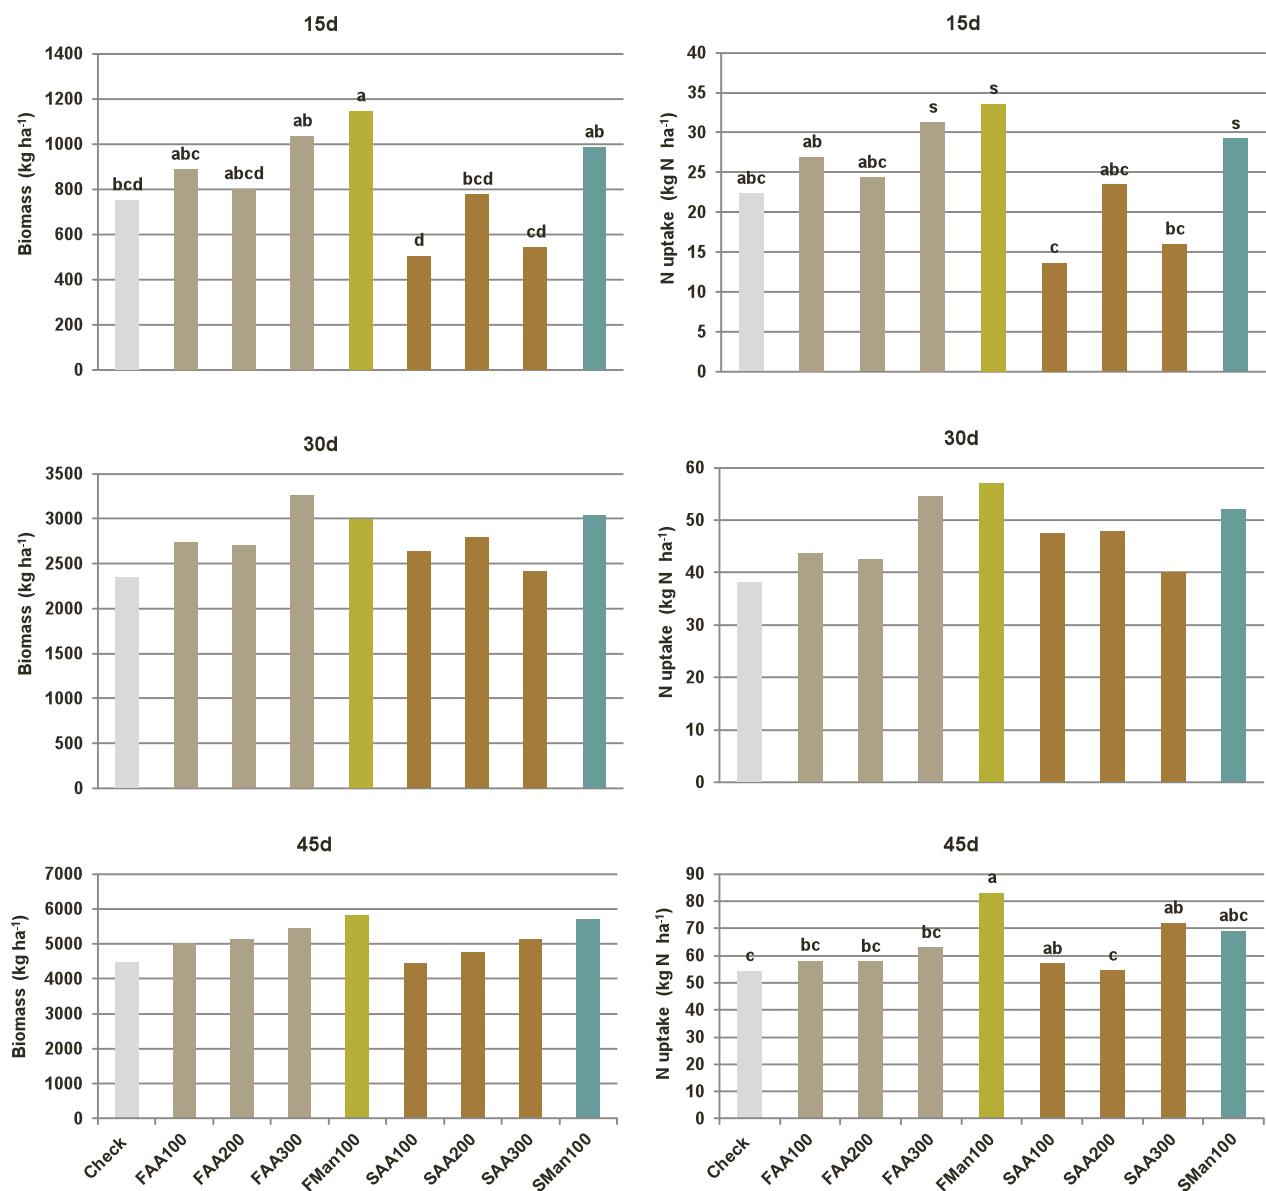 15d
Biomass (kg ha-1)
1400
1200
1000
800
600
400
200
0
bcd
abc
abcd
ab
a
d
bcd
cd
ab
15d
N uptake (kg N ha-1)
40
35
30
25
20
15
10
5
0
abc
ab
abc
s
s
c
abc
bc
s
30d
Biomass (kg ha-1)
3500
3000
2500
2000
1500
1000
500
0
30d
N uptake (kg N ha-1)
60
50
40
30
20
10
0
45d
Biomass (kg ha-1)
7000
6000
5000
4000
3000
2000
1000
0
Check
FAA100
FAA200
FAA300
FMan100
SAA100
SAA200
SAA300
SMan100
45d
N uptake (kg N ha-1)
90
80
70
60
50
40
30
20
10
0
c
bc
bc
bc
a
ab
c
ab
abc
Check
FAA100
FAA200
FAA300
FMan100
SAA100
SAA200
SAA300
SMan100